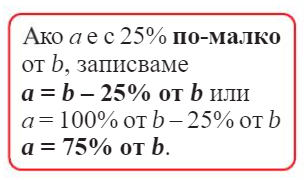 Ако a е с 25% по-малко
от b, записваме
a = b – 25% от b или
a = 100% от b – 25% от b
a = 75% от b.